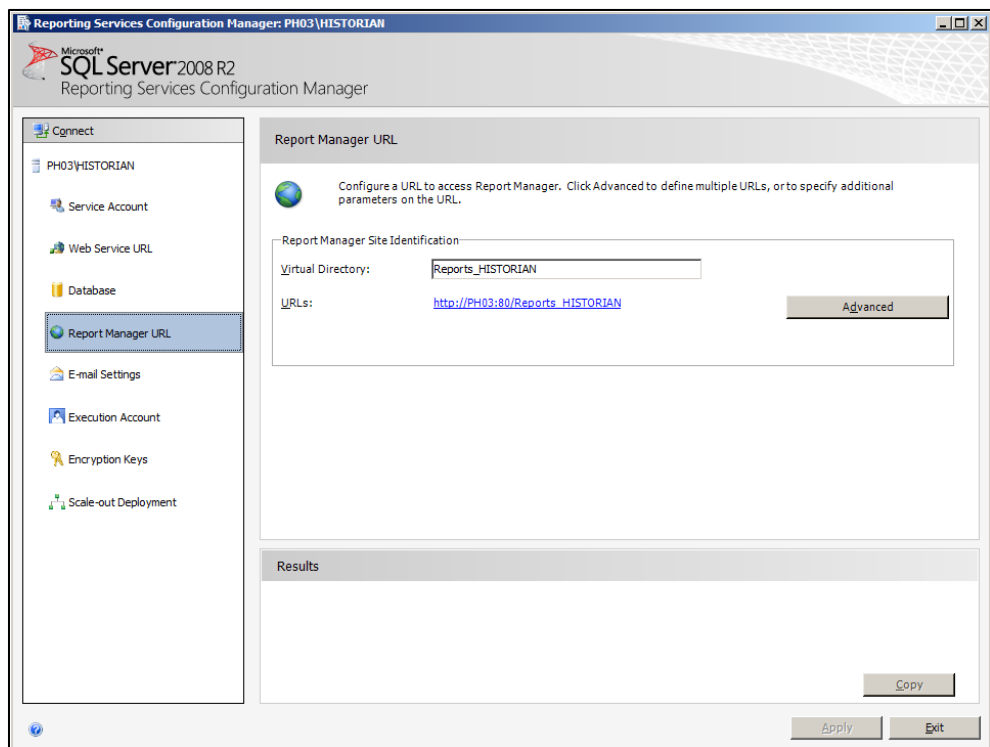 Reporting Services Configuration Manager: PH03\HISTORIAN
Microsoft®
SQL Server® 2008 R2
Reporting Services Configuration Manager
Connect
PH03\HISTORIAN
Service Account
Web Service URL
Database
Report Manager URL
E-mail Settings
Execution Account
Encryption Keys
Scale-out Deployment
Report Manager URL
Configure a URL to access Report Manager. Click Advanced to define multiple URLs, or to specify additional
parameters on the URL.
Report Manager Site Identification
Virtual Directory: Reports_HISTORIAN
URLs: http://PH03:80/Reports_HISTORIAN
Advanced
Results
Copy
Apply Exit